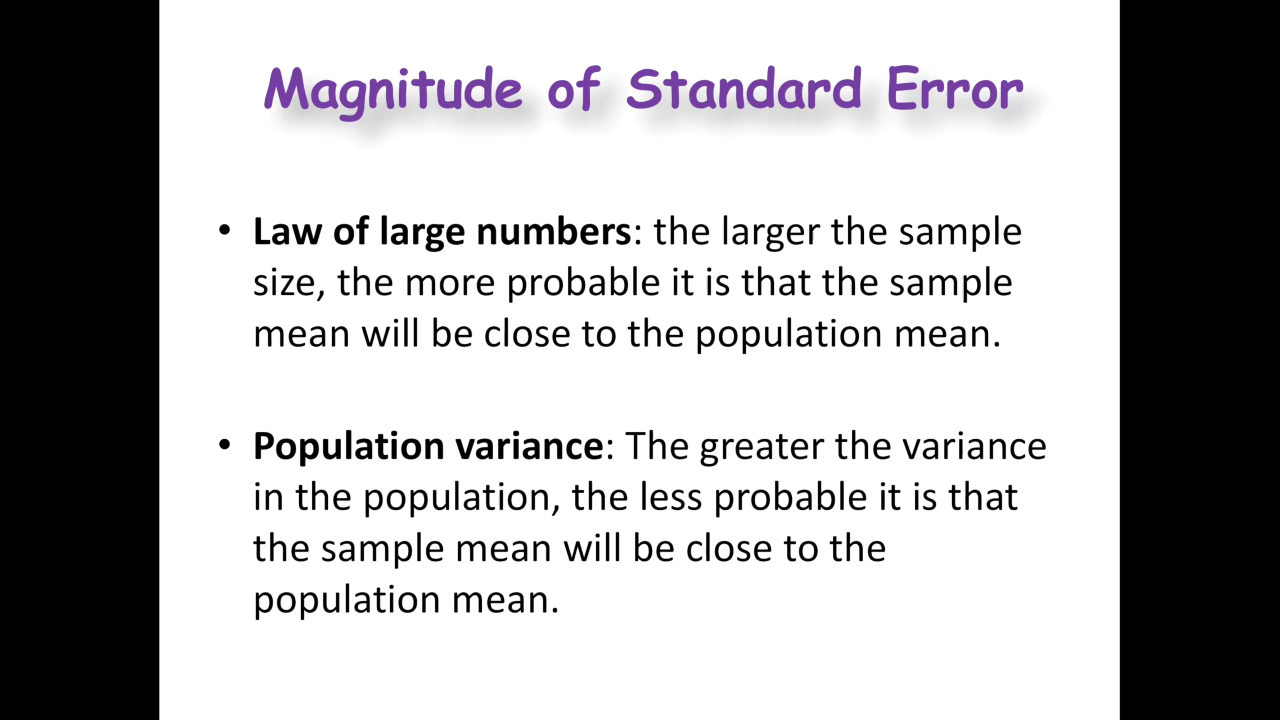 Magnitude of Standard Error
• Law of large numbers: the larger the sample
size, the more probable it is that the sample
mean will be close to the population mean.
• Population variance: The greater the variance
in the population, the less probable it is that
the sample mean will be close to the
population mean.